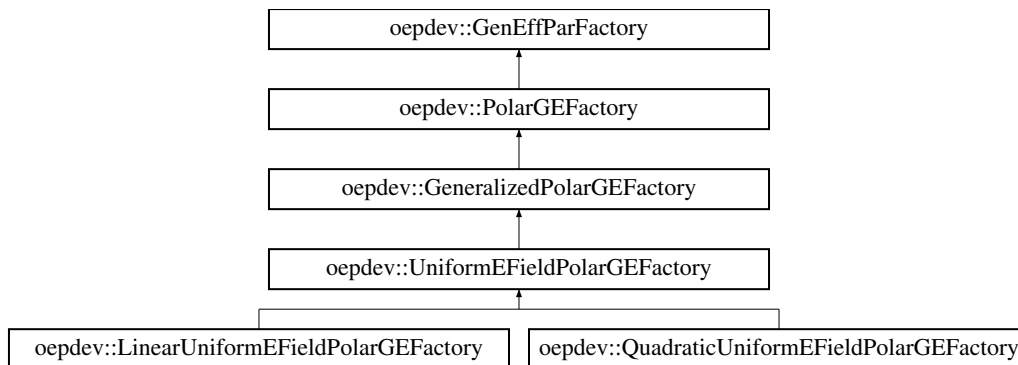 oepdev::GenEffParFactory
oepdev::PolarGEFactory
oepdev::GeneralizedPolarGEFactory
oepdev::UniformEFieldPolarGEFactory
oepdev::LinearUniformEFieldPolarGEFactory
oepdev::QuadraticUniformEFieldPolarGEFactory